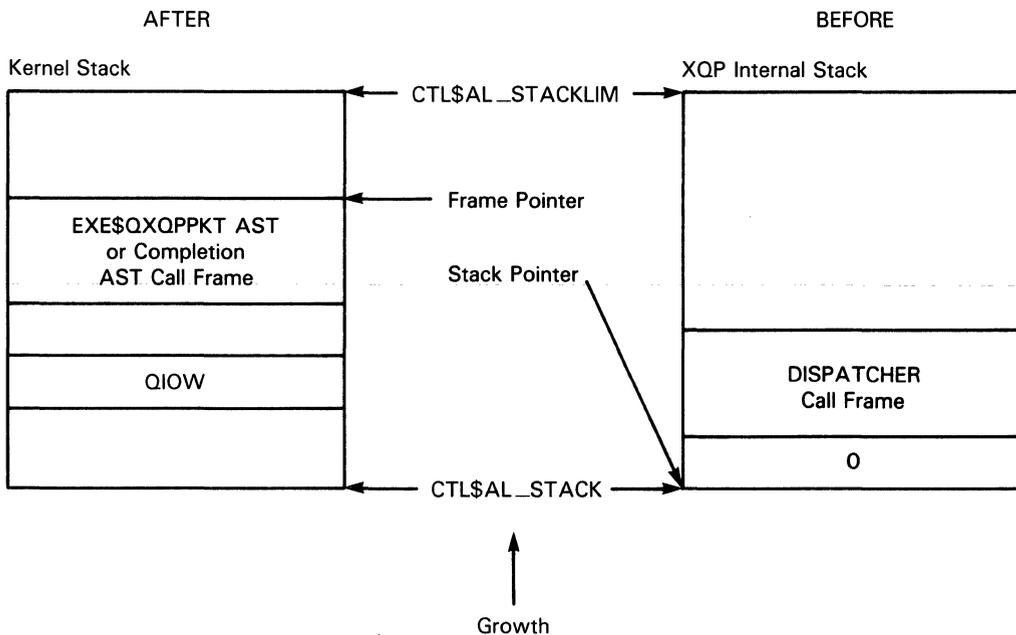 AFTER
BEFORE
Kernel Stack
XQP Internal Stack
CTL$AL_STACKLIM
Frame Pointer
EXE$QXQPPKT AST
or Completion
AST Call Frame
Stack Pointer
QIOW
DISPATCHER
Call Frame
0
CTL$AL_STACK
Growth